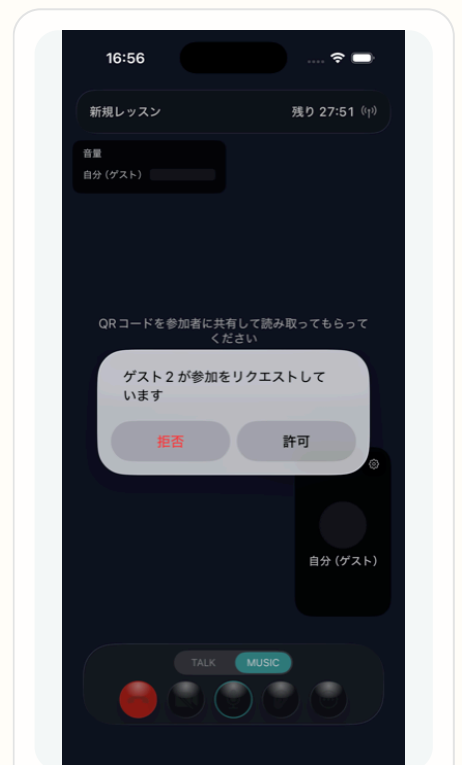 16:56
新規レッスン 残り 27:51
音量
自分（ゲスト）
QRコードを参加者に共有して読み取ってもらって
ください
ゲスト2 が参加をリクエストして
います
拒否 許可
自分（ゲスト）
TALK MUSIC